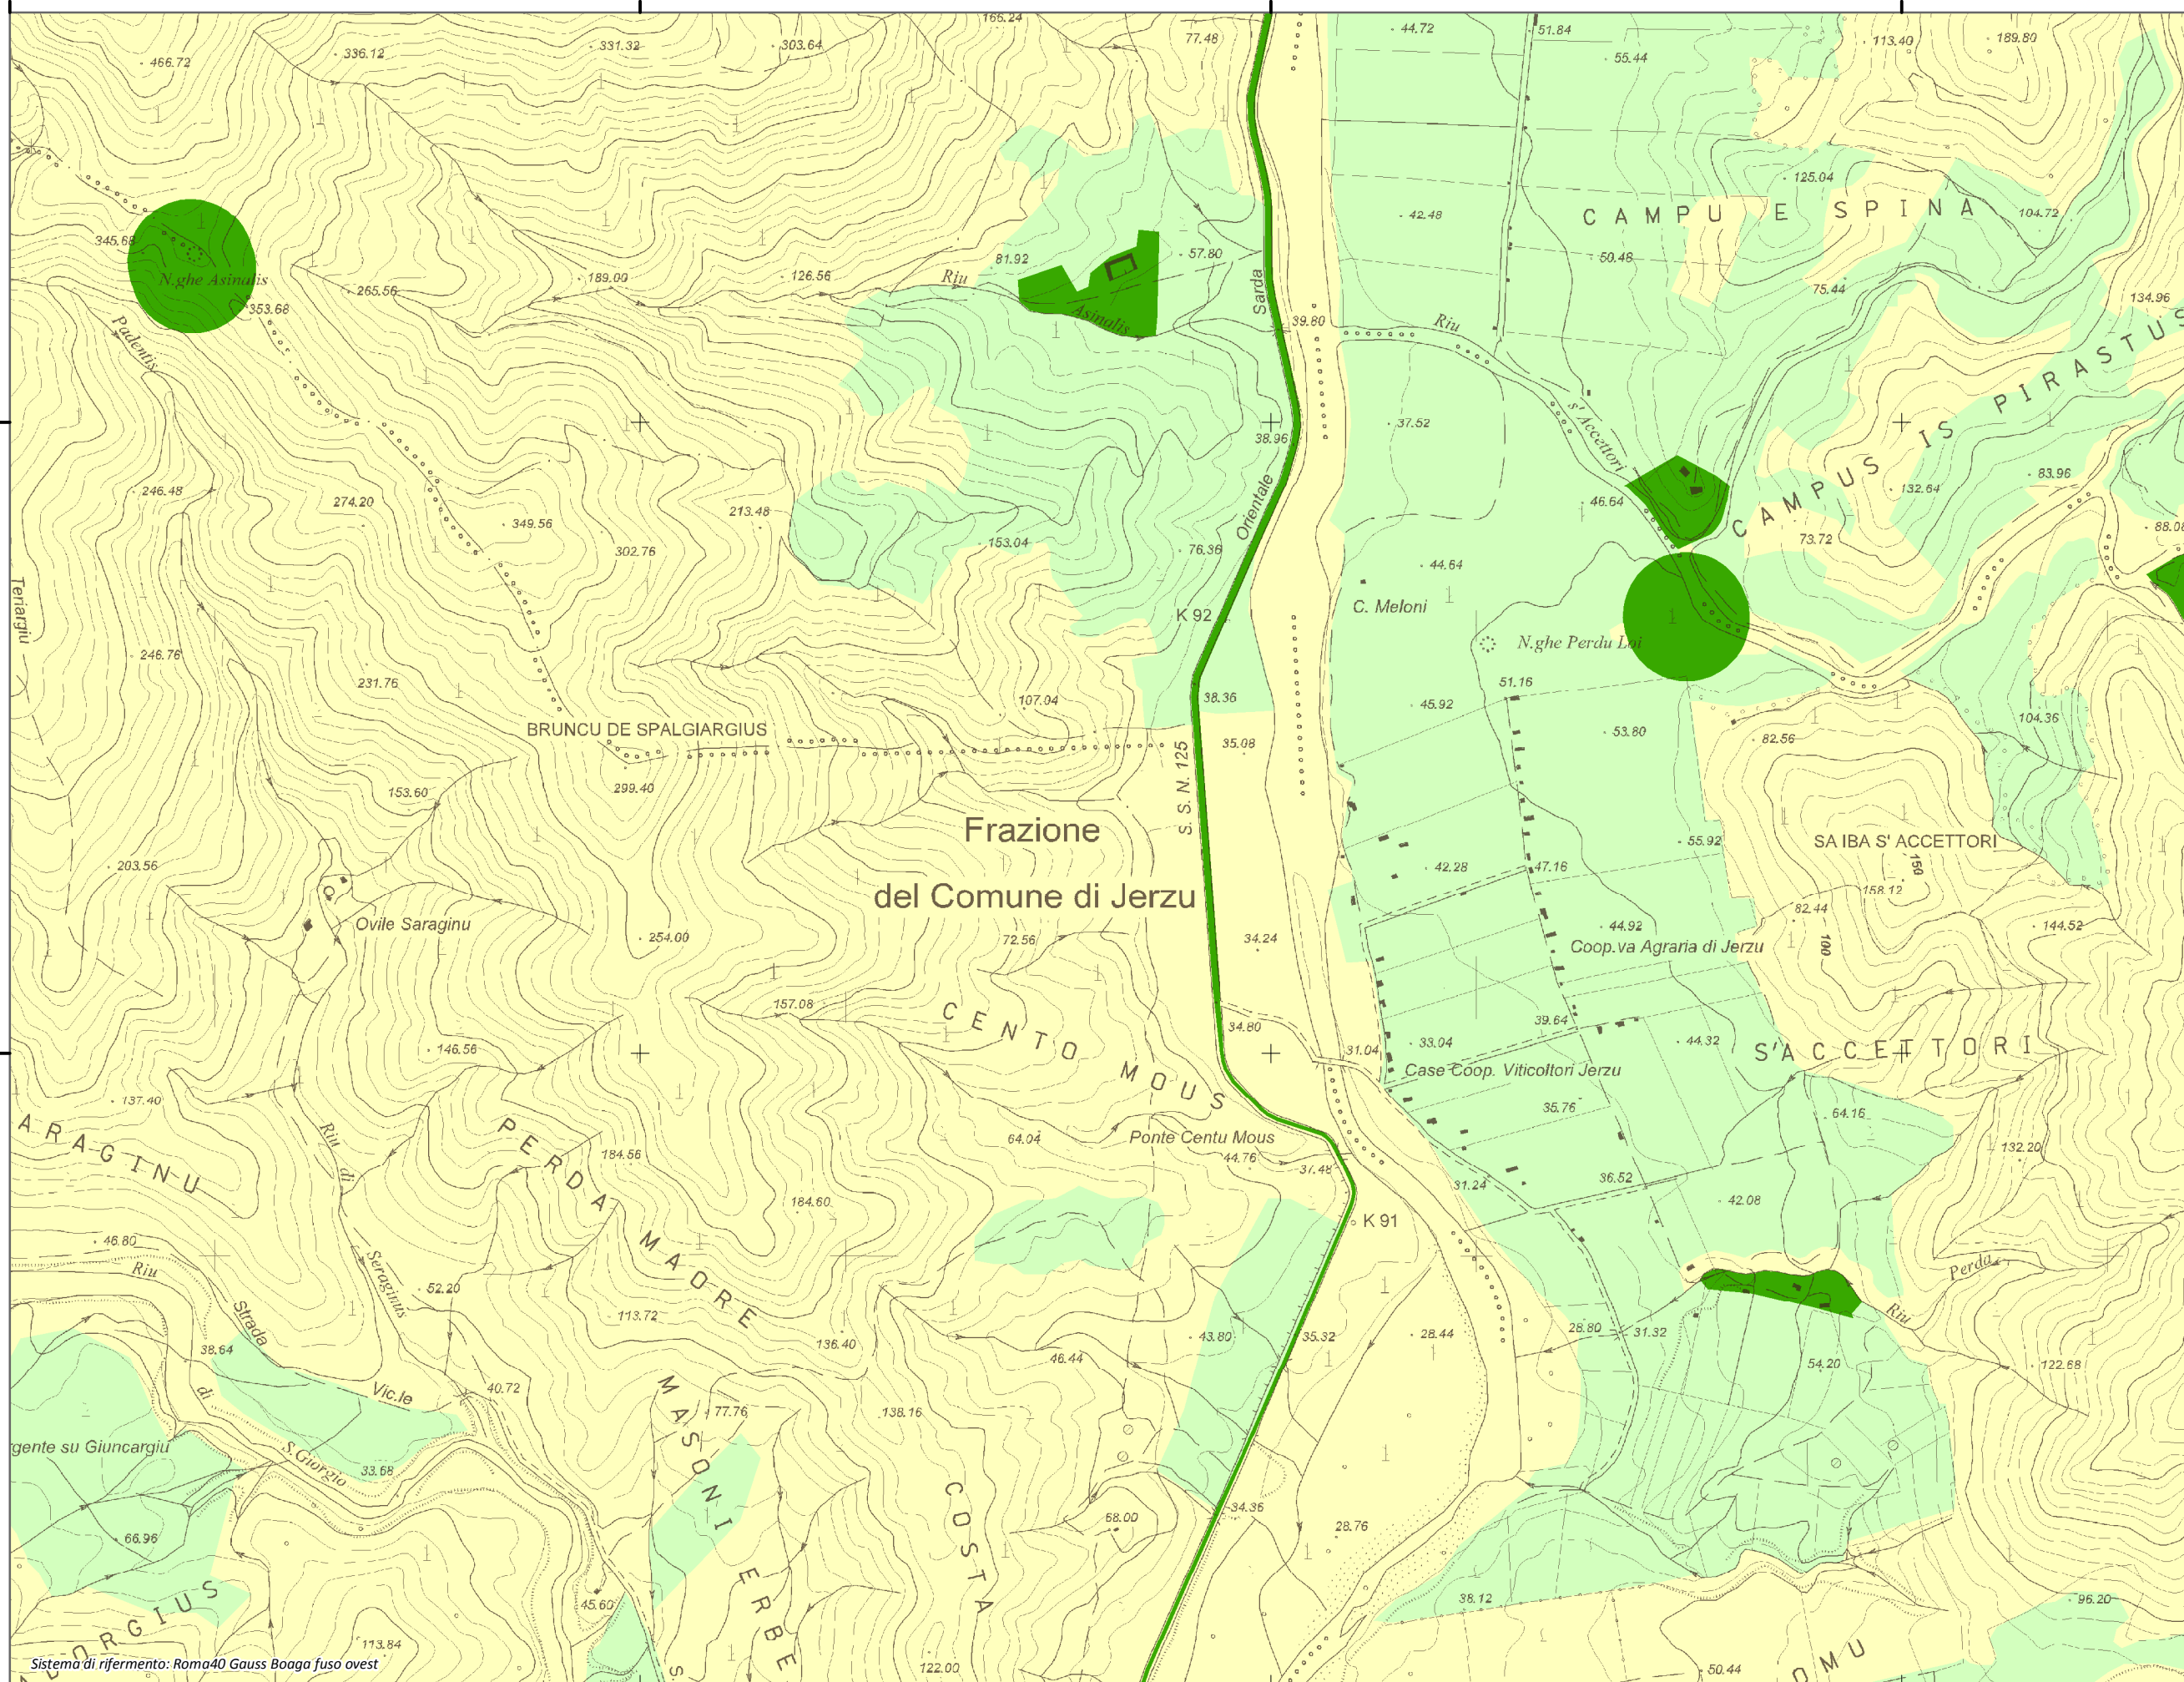 166.24
77.48
44.72
51.84
113.40
189.80
466.72
336.12
331.32
303.64
55.44
125.04
CAMPU E SPINA
104.72
42.48
345.68
N.ghe Asinalis
353.68
265.56
189.00
126.56
Riu
81.92
Asinalis
57.80
Sarda
39.80
Riu
s'Accettori
50.48
75.44
134.96
CAMPUS IS PIRASTUS
Padentis
37.52
38.96
Orientale
246.48
274.20
349.56
302.76
213.48
153.04
76.36
46.64
132.64
83.96
73.72
88.08
44.64
C. Meloni
N.ghe Perdu Loi
K 92
Teriargiu
246.76
231.76
107.04
38.36
51.16
45.92
53.80
82.56
104.36
BRUNCU DE SPALGIARGIUS
35.08
S. S. N. 125
299.40
153.60
Frazione
del Comune di Jerzu
203.56
Ovile Saraginu
254.00
72.56
34.24
42.28
47.16
55.92
SA IBA S' ACCETTORI
150
158.12
82.44
100
144.52
44.92
Coop.va Agraria di Jerzu
157.08
CENTO MOUS
34.80
31.04
33.04
39.64
44.32
S'ACCETTORI
146.56
Case Coop. Viticoltori Jerzu
137.40
35.76
64.16
ARAGINU
Riu di Seraginus
PERDA MAORE
184.56
64.04
Ponte Centu Mous
44.76
37.48
132.20
31.24
36.52
42.08
184.60
K 91
46.80
Riu
Strada
52.20
113.72
136.40
43.80
35.32
28.44
28.80
31.32
Perda
Riu
38.64
di
Vic.le
40.72
46.44
54.20
122.68
MASONI ERBE
77.76
138.16
rgente su Giuncargiu
S.Giorgio
33.68
COSTA
34.36
68.00
28.76
66.96
45.60
38.12
96.20
113.84
122.00
50.44
OMU
Sistema di rifermento: Roma40 Gauss Boaga fuso ovest